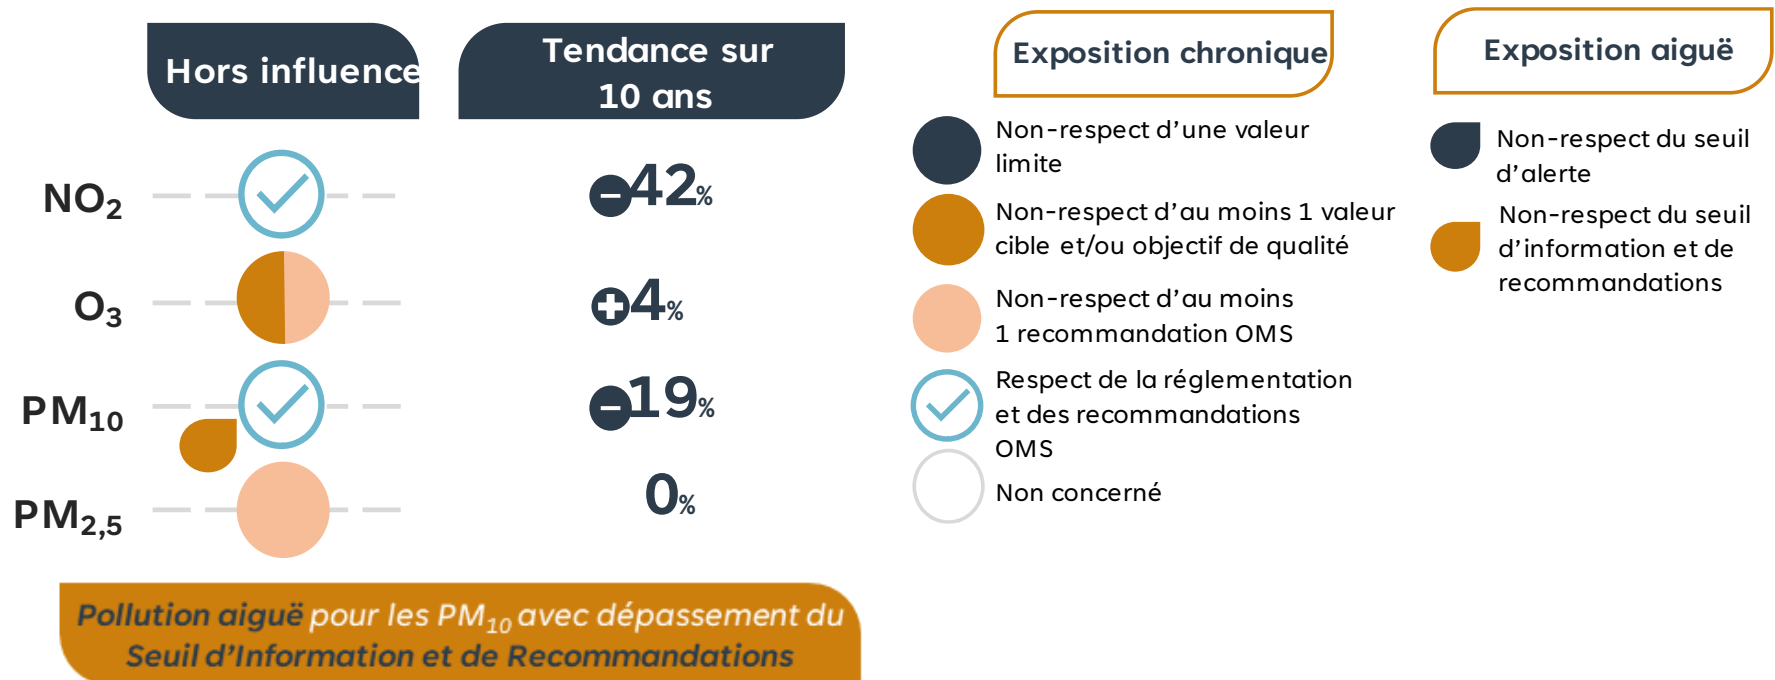 Hors influence
Tendance sur
10 ans
NO₂
−42%
O₃
+4%
PM₁₀
−19%
PM₂,₅
0%
Pollution aiguë pour les PM₁₀ avec dépassement du
Seuil d’Information et de Recommandations
Exposition chronique
Non-respect d’une valeur
limite
Non-respect d’au moins 1 valeur
cible et/ou objectif de qualité
Non-respect d’au moins
1 recommandation OMS
Respect de la réglementation
et des recommandations
OMS
Non concerné
Exposition aiguë
Non-respect du seuil
d’alerte
Non-respect du seuil
d’information et de
recommandations